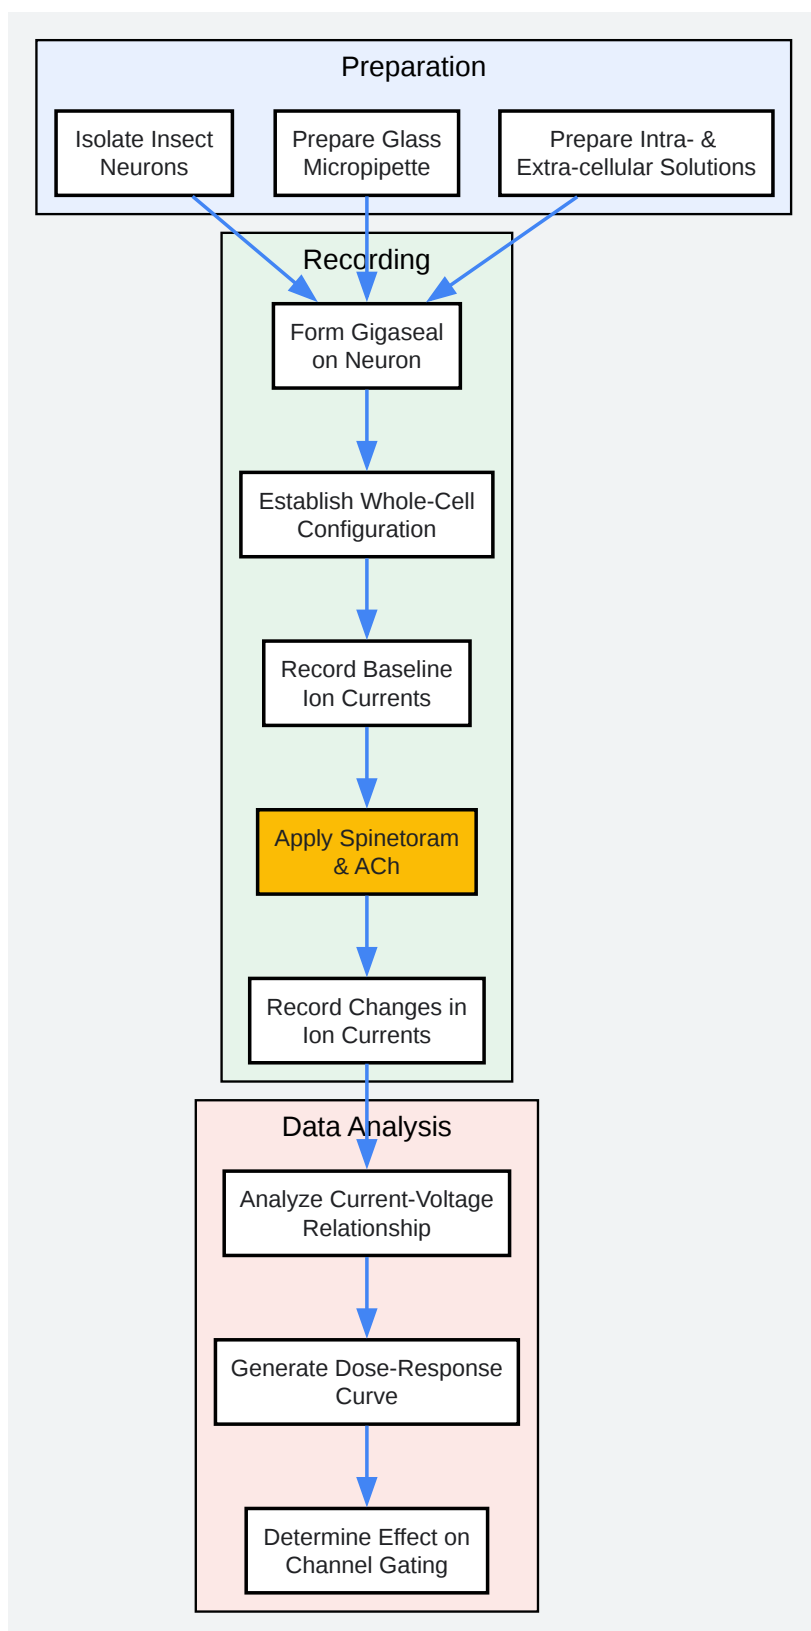 Preparation
Isolate Insect
Neurons
Prepare Glass
Micropipette
Prepare Intra- &
Extra-cellular Solutions
Recording
Form Gigaseal
on Neuron
Establish Whole-Cell
Configuration
Record Baseline
Ion Currents
Apply Spinetoram
& ACh
Record Changes in
Ion Currents
Data Analysis
Analyze Current-Voltage
Relationship
Generate Dose-Response
Curve
Determine Effect on
Channel Gating